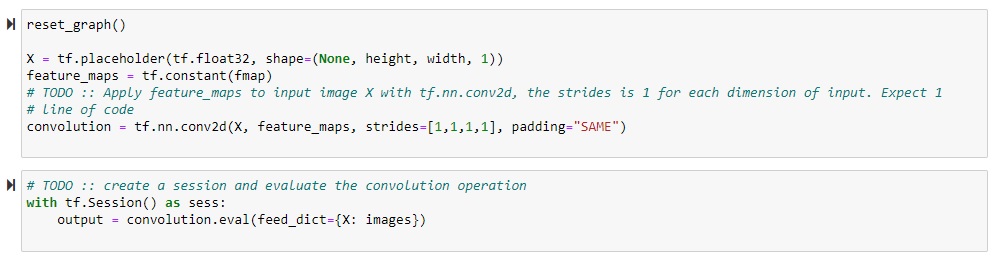 reset_graph()
X = tf.placeholder(tf.float32, shape=(None, height, width, 1))
feature_maps = tf.constant(fmap)
# TODO :: Apply feature_maps to input image X with tf.nn.conv2d, the strides is 1 for each dimension of input. Expect 1
# line of code
convolution = tf.nn.conv2d(X, feature_maps, strides=[1,1,1,1], padding="SAME")
# TODO :: create a session and evaluate the convolution operation
with tf.Session() as sess:
    output = convolution.eval(feed_dict={X: images})